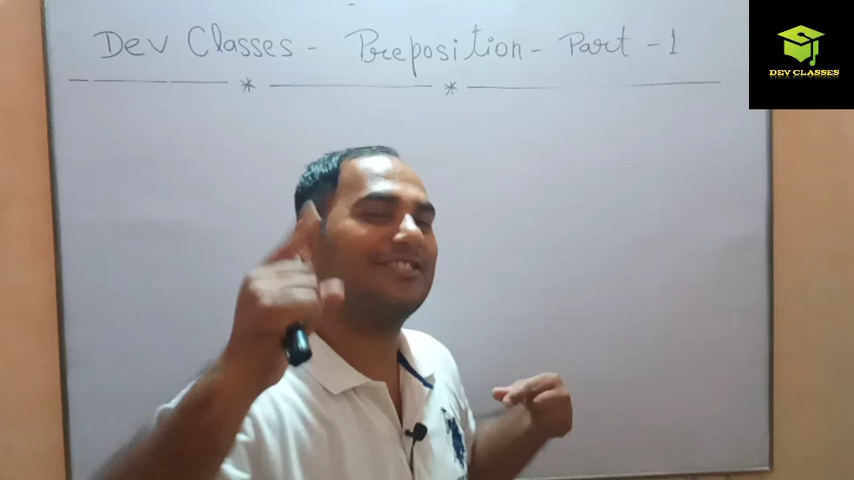 Dev Classes - Preposition - Part - 1
DEV CLASSES